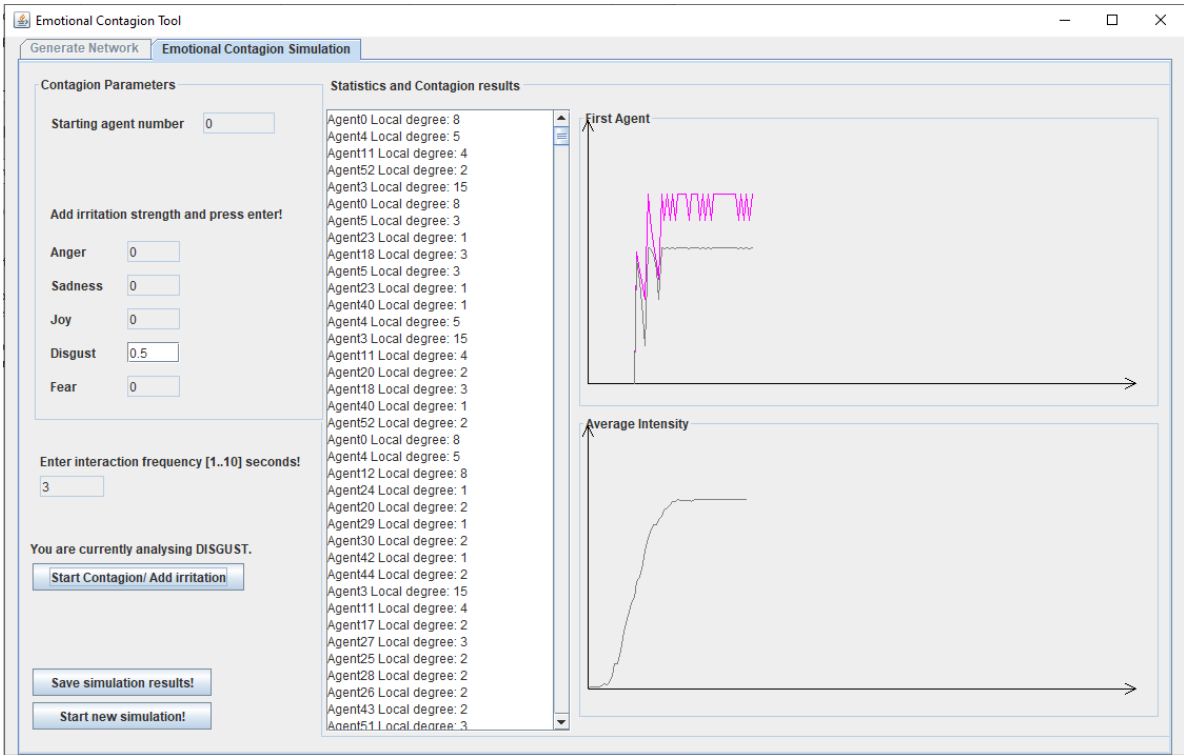 Emotional Contagion Tool
Generate Network
Emotional Contagion Simulation
Contagion Parameters
Starting agent number 0
Add irritation strength and press enter!
Anger 0
Sadness 0
Joy 0
Disgust 0.5
Fear 0
Enter interaction frequency [1..10] seconds!
3
You are currently analysing DISGUST.
Start Contagion/ Add irritation
Save simulation results!
Start new simulation!
Statistics and Contagion results
Agent0 Local degree: 8
Agent4 Local degree: 5
Agent11 Local degree: 4
Agent52 Local degree: 2
Agent3 Local degree: 15
Agent0 Local degree: 8
Agent5 Local degree: 3
Agent23 Local degree: 1
Agent18 Local degree: 3
Agent5 Local degree: 3
Agent23 Local degree: 1
Agent40 Local degree: 1
Agent4 Local degree: 5
Agent3 Local degree: 15
Agent11 Local degree: 4
Agent20 Local degree: 2
Agent18 Local degree: 3
Agent40 Local degree: 1
Agent52 Local degree: 2
Agent0 Local degree: 8
Agent4 Local degree: 5
Agent12 Local degree: 8
Agent24 Local degree: 1
Agent20 Local degree: 2
Agent29 Local degree: 1
Agent30 Local degree: 2
Agent42 Local degree: 1
Agent44 Local degree: 2
Agent3 Local degree: 15
Agent11 Local degree: 4
Agent17 Local degree: 2
Agent27 Local degree: 3
Agent25 Local degree: 2
Agent28 Local degree: 2
Agent26 Local degree: 2
Agent43 Local degree: 2
Agent51 Local degree: 3
First Agent
Average Intensity